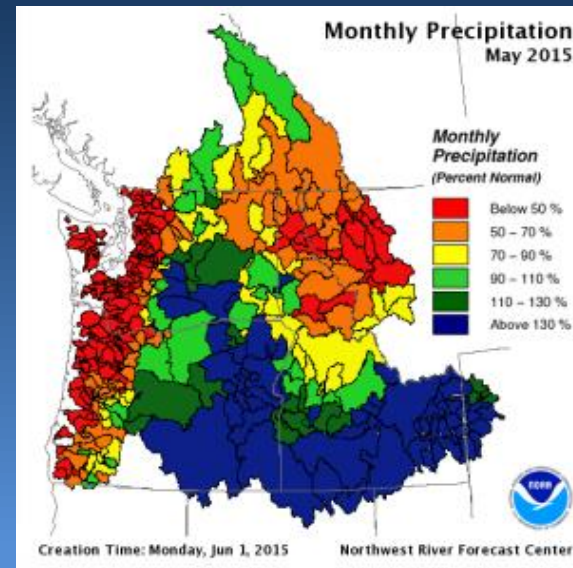 Monthly Precipitation
May 2015
Monthly
Precipitation
(Percent Normal)
Below 50 %
50 - 70 %
70 - 90 %
90 - 110 %
110 - 130 %
Above 130 %
noaa
Creation Time: Monday, Jun 1, 2015
Northwest River Forecast Center